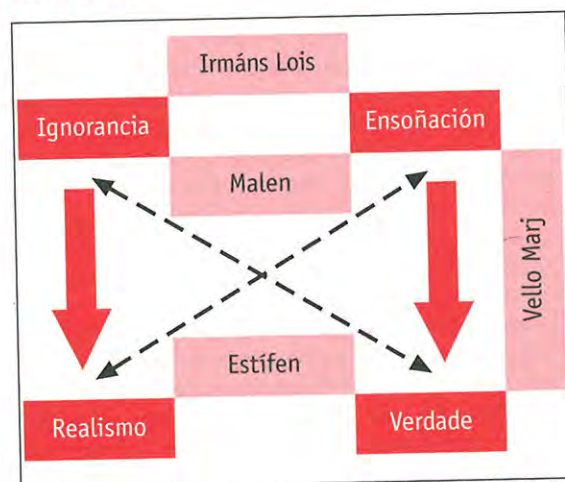 Irmáns Lois
Ignorancia
Ensoñación
Malen
Vello Marj
Estífen
Realismo
Verdade